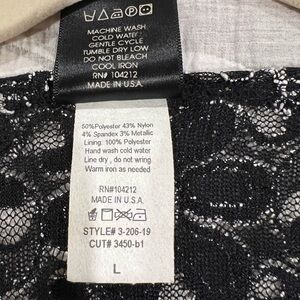 MACHINE WASH
COLD WATER
GENTLE CYCLE
TUMBLE DRY LOW
DO NOT BLEACH
COOL IRON
RN# 104212
MADE IN U.S.A.
50%Polyester 43% Nylon
4% Spandex 3% Metallic
Lining: 100% Polyester
Hand wash cold water
Line dry , do not wring.
Warm iron as needed
RN#104212
MADE IN U.S.A.
STYLE# 3-206-19
CUT# 3450-b1
L